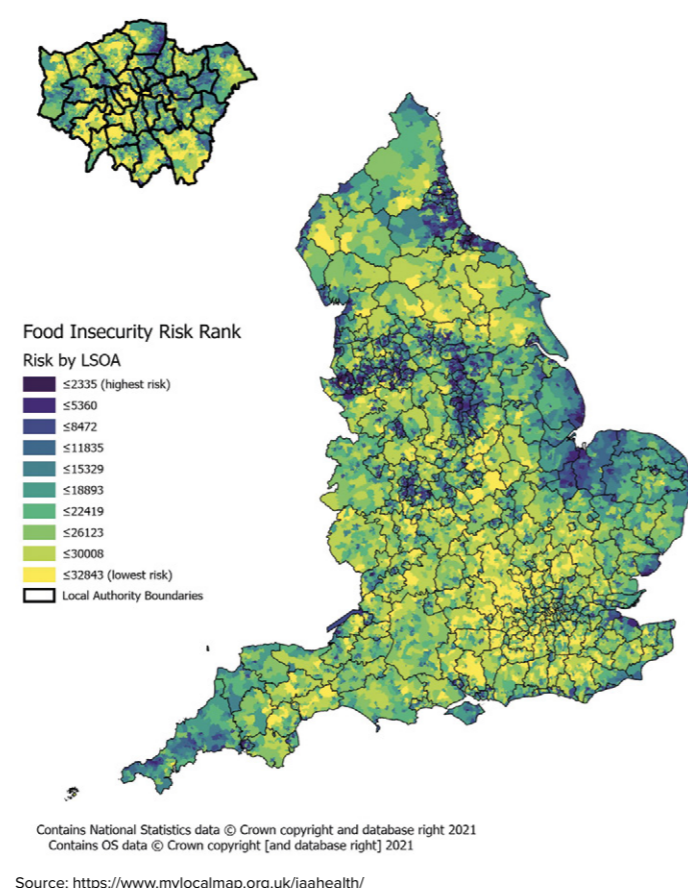 Food Insecurity Risk Rank
Risk by LSOA
≤2335 (highest risk)
≤5360
≤8472
≤11835
≤15329
≤18893
≤22419
≤26123
≤30008
≤32843 (lowest risk)
Local Authority Boundaries
Contains National Statistics data © Crown copyright and database right 2021
Contains OS data © Crown copyright [and database right] 2021
Source: https://www.mylocalmap.org.uk/iaahealth/